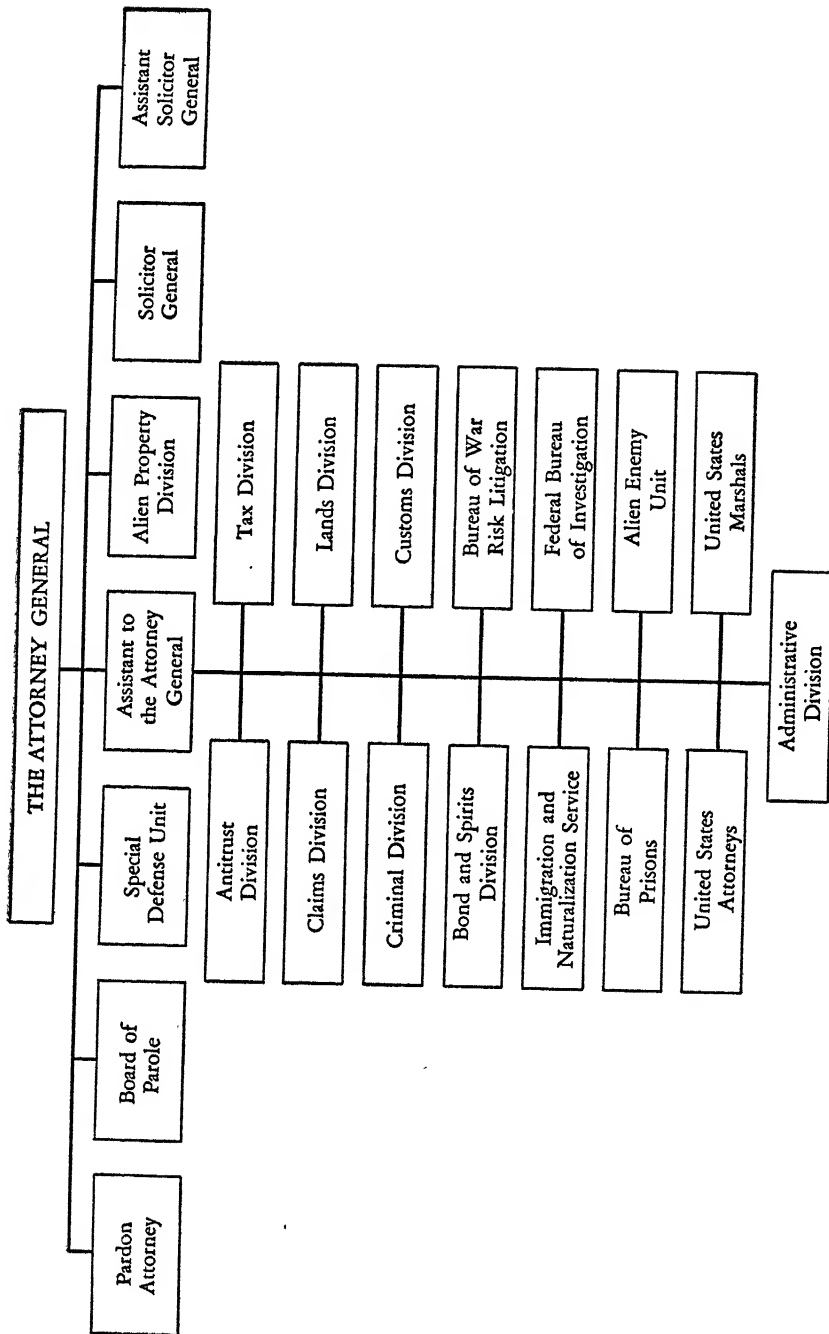 THE ATTORNEY GENERAL
Pardon
Attorney
Board of
Parole
Special
Defense Unit
Assistant to
the Attorney
General
Alien Property
Division
Solicitor
General
Assistant
Solicitor
General
Antitrust
Division
Tax Division
Claims Division
Lands Division
Criminal Division
Customs Division
Bond and Spirits
Division
Bureau of War
Risk Litigation
Immigration and
Naturalization Service
Federal Bureau
of Investigation
Bureau of
Prisons
Alien Enemy
Unit
United States
Attorneys
United States
Marshals
Administrative
Division